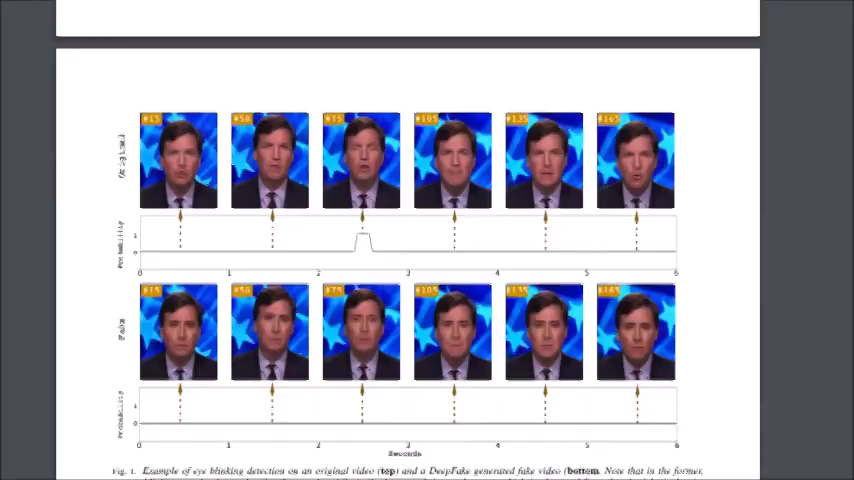 #15 #50 #75 #105 #135 #165
Original
Probability
1
0
0 1 2 3 4 5 6
#15 #50 #75 #105 #135 #165
Fake
Probability
1
0
0 1 2 3 4 5 6
Seconds
Fig. 1. Example of eye blinking detection on an original video (top) and a DeepFake generated fake video (bottom. Note that in the former,